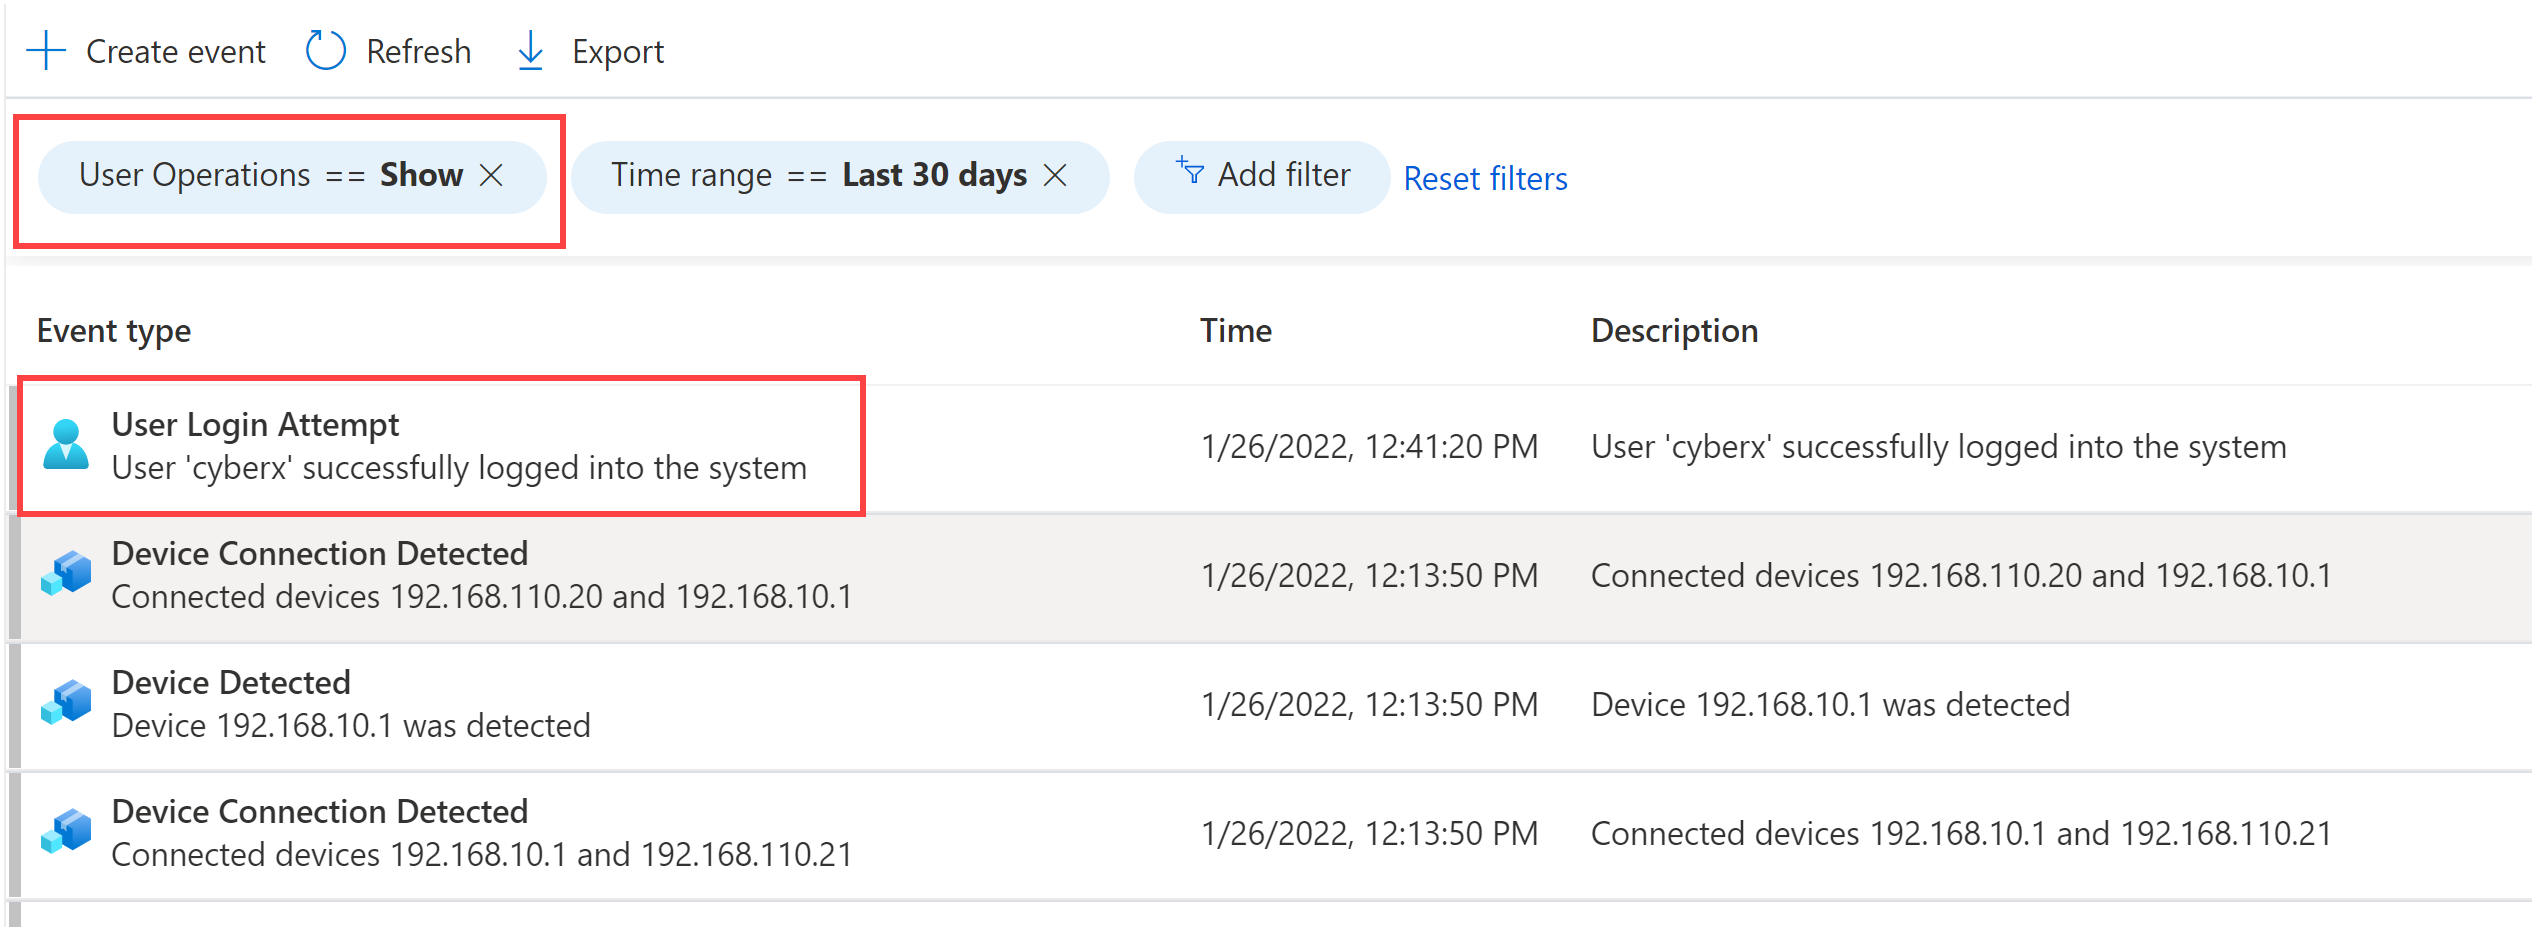 Create event Refresh Export
User Operations == Show Time range == Last 30 days Add filter Reset filters
Event type Time Description
User Login Attempt
User 'cyberx' successfully logged into the system
1/26/2022, 12:41:20 PM User 'cyberx' successfully logged into the system
Device Connection Detected
Connected devices 192.168.110.20 and 192.168.10.1
1/26/2022, 12:13:50 PM Connected devices 192.168.110.20 and 192.168.10.1
Device Detected
Device 192.168.10.1 was detected
1/26/2022, 12:13:50 PM Device 192.168.10.1 was detected
Device Connection Detected
Connected devices 192.168.10.1 and 192.168.110.21
1/26/2022, 12:13:50 PM Connected devices 192.168.10.1 and 192.168.110.21